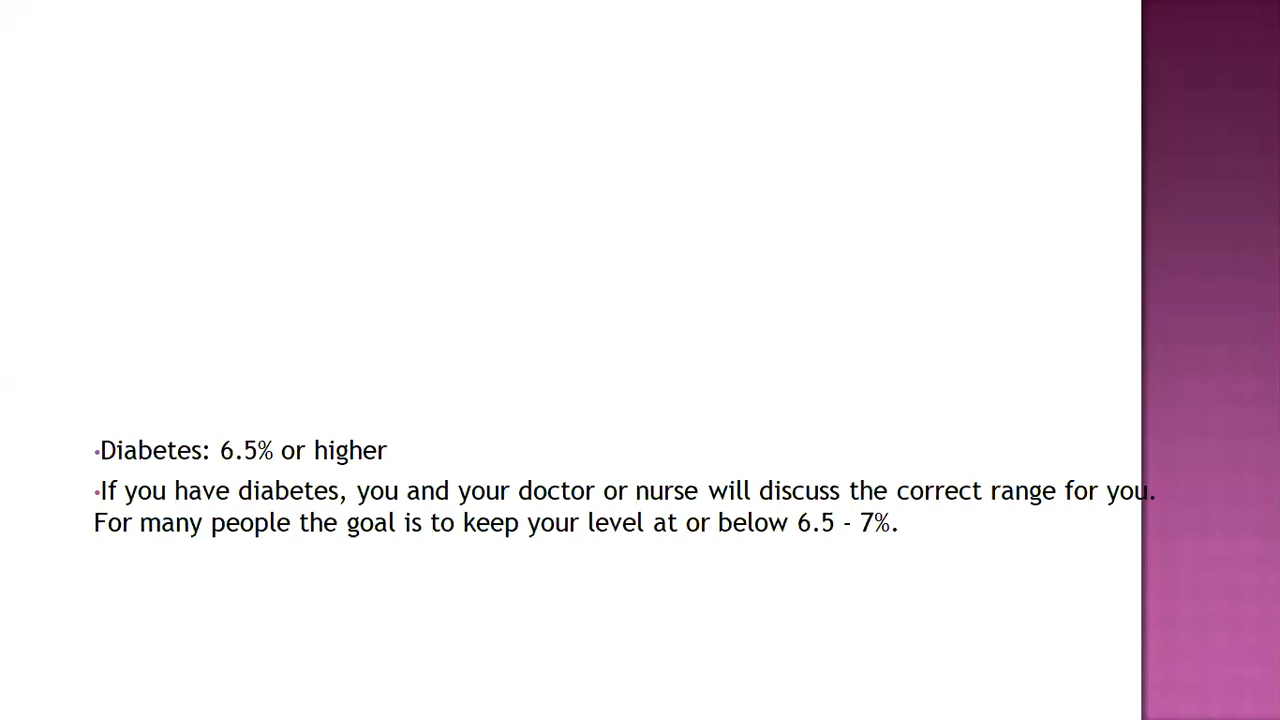 •Diabetes: 6.5% or higher
•If you have diabetes, you and your doctor or nurse will discuss the correct range for you.
For many people the goal is to keep your level at or below 6.5 - 7%.